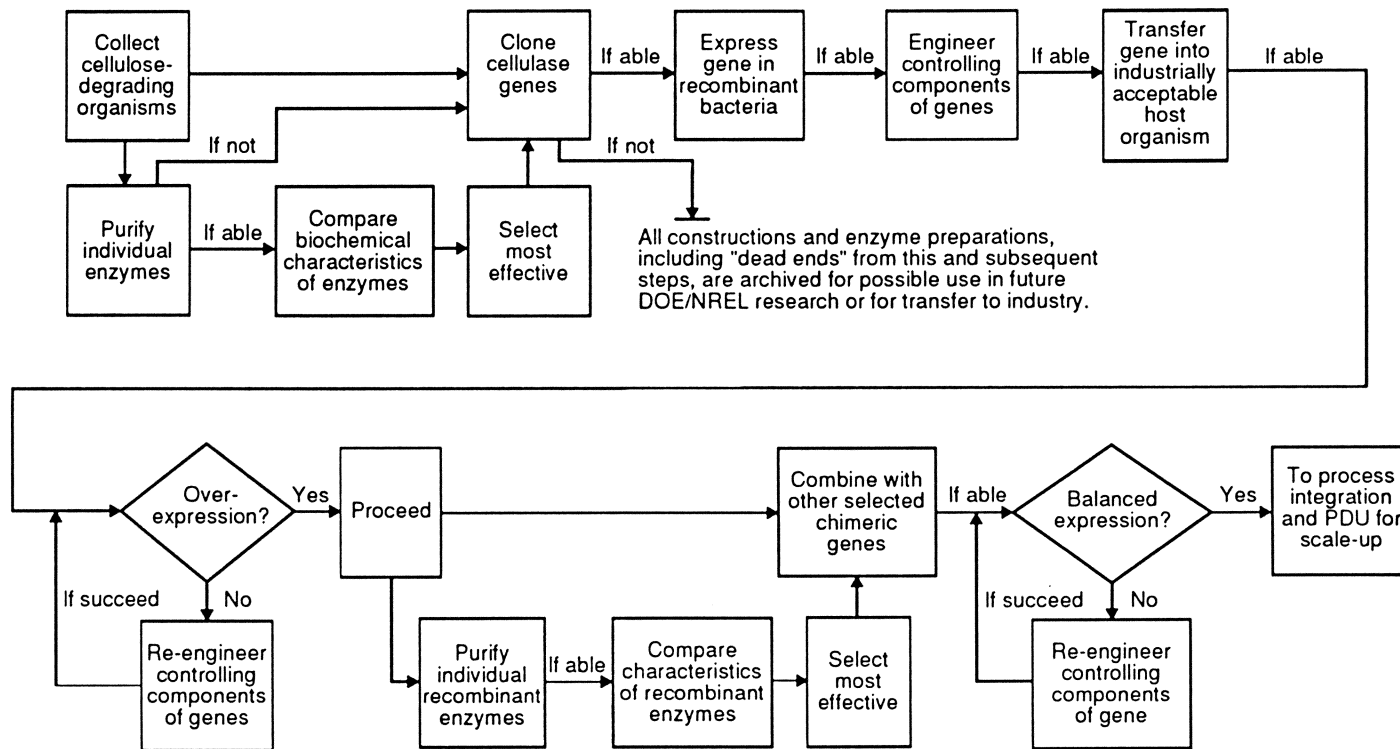 Collect
cellulose-
degrading
organisms
Clone
cellulase
genes
If able
Express
gene in
recombinant
bacteria
If able
Engineer
controlling
components
of genes
If able
Transfer
gene into
industrially
acceptable
host
organism
If able
If not
If not
Purify
individual
enzymes
If able
Compare
biochemical
characteristics
of enzymes
Select
most
effective
All constructions and enzyme preparations,
including "dead ends" from this and subsequent
steps, are archived for possible use in future
DOE/NREL research or for transfer to industry.
Over-
expression?
Yes
Proceed
Combine with
other selected
chimeric
genes
If able
Balanced
expression?
Yes
To process
integration
and PDU for
scale-up
If succeed
No
Re-engineer
controlling
components
of genes
Purify
individual
recombinant
enzymes
If able
Compare
characteristics
of recombinant
enzymes
Select
most
effective
If succeed
No
Re-engineer
controlling
components
of gene